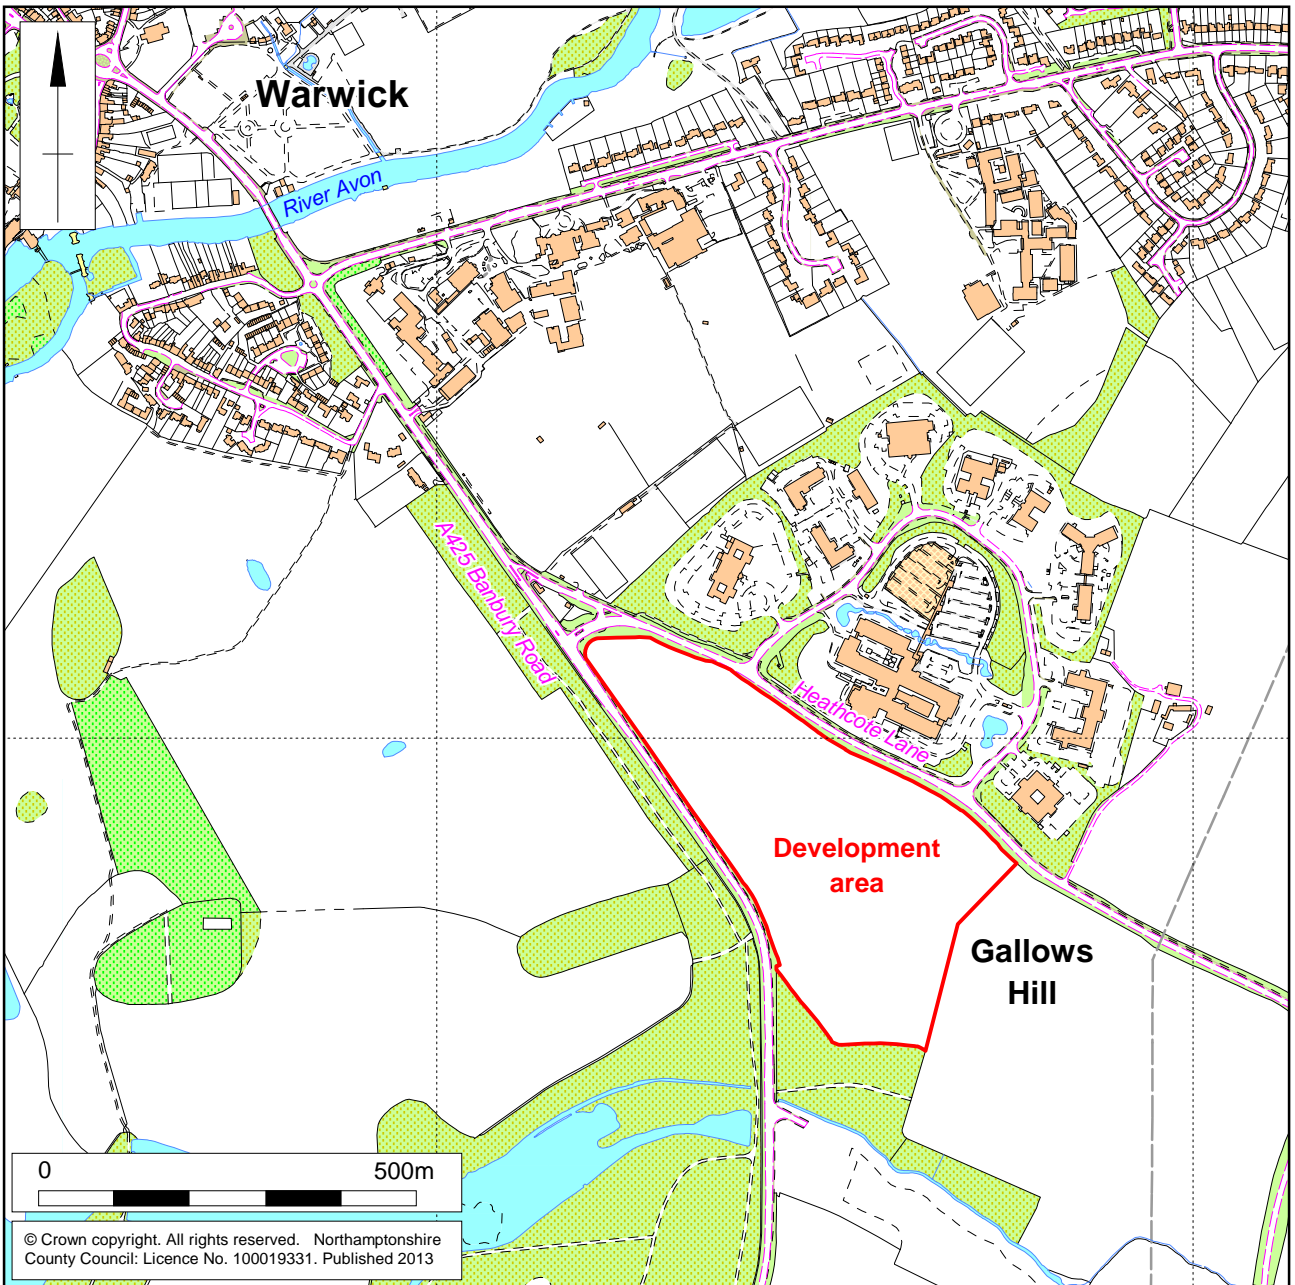 Warwick
River Avon
A425 Banbury Road
Heathcote Lane
Development
area
Gallows
Hill
0 500m
© Crown copyright. All rights reserved. Northamptonshire
County Council: Licence No. 100019331. Published 2013